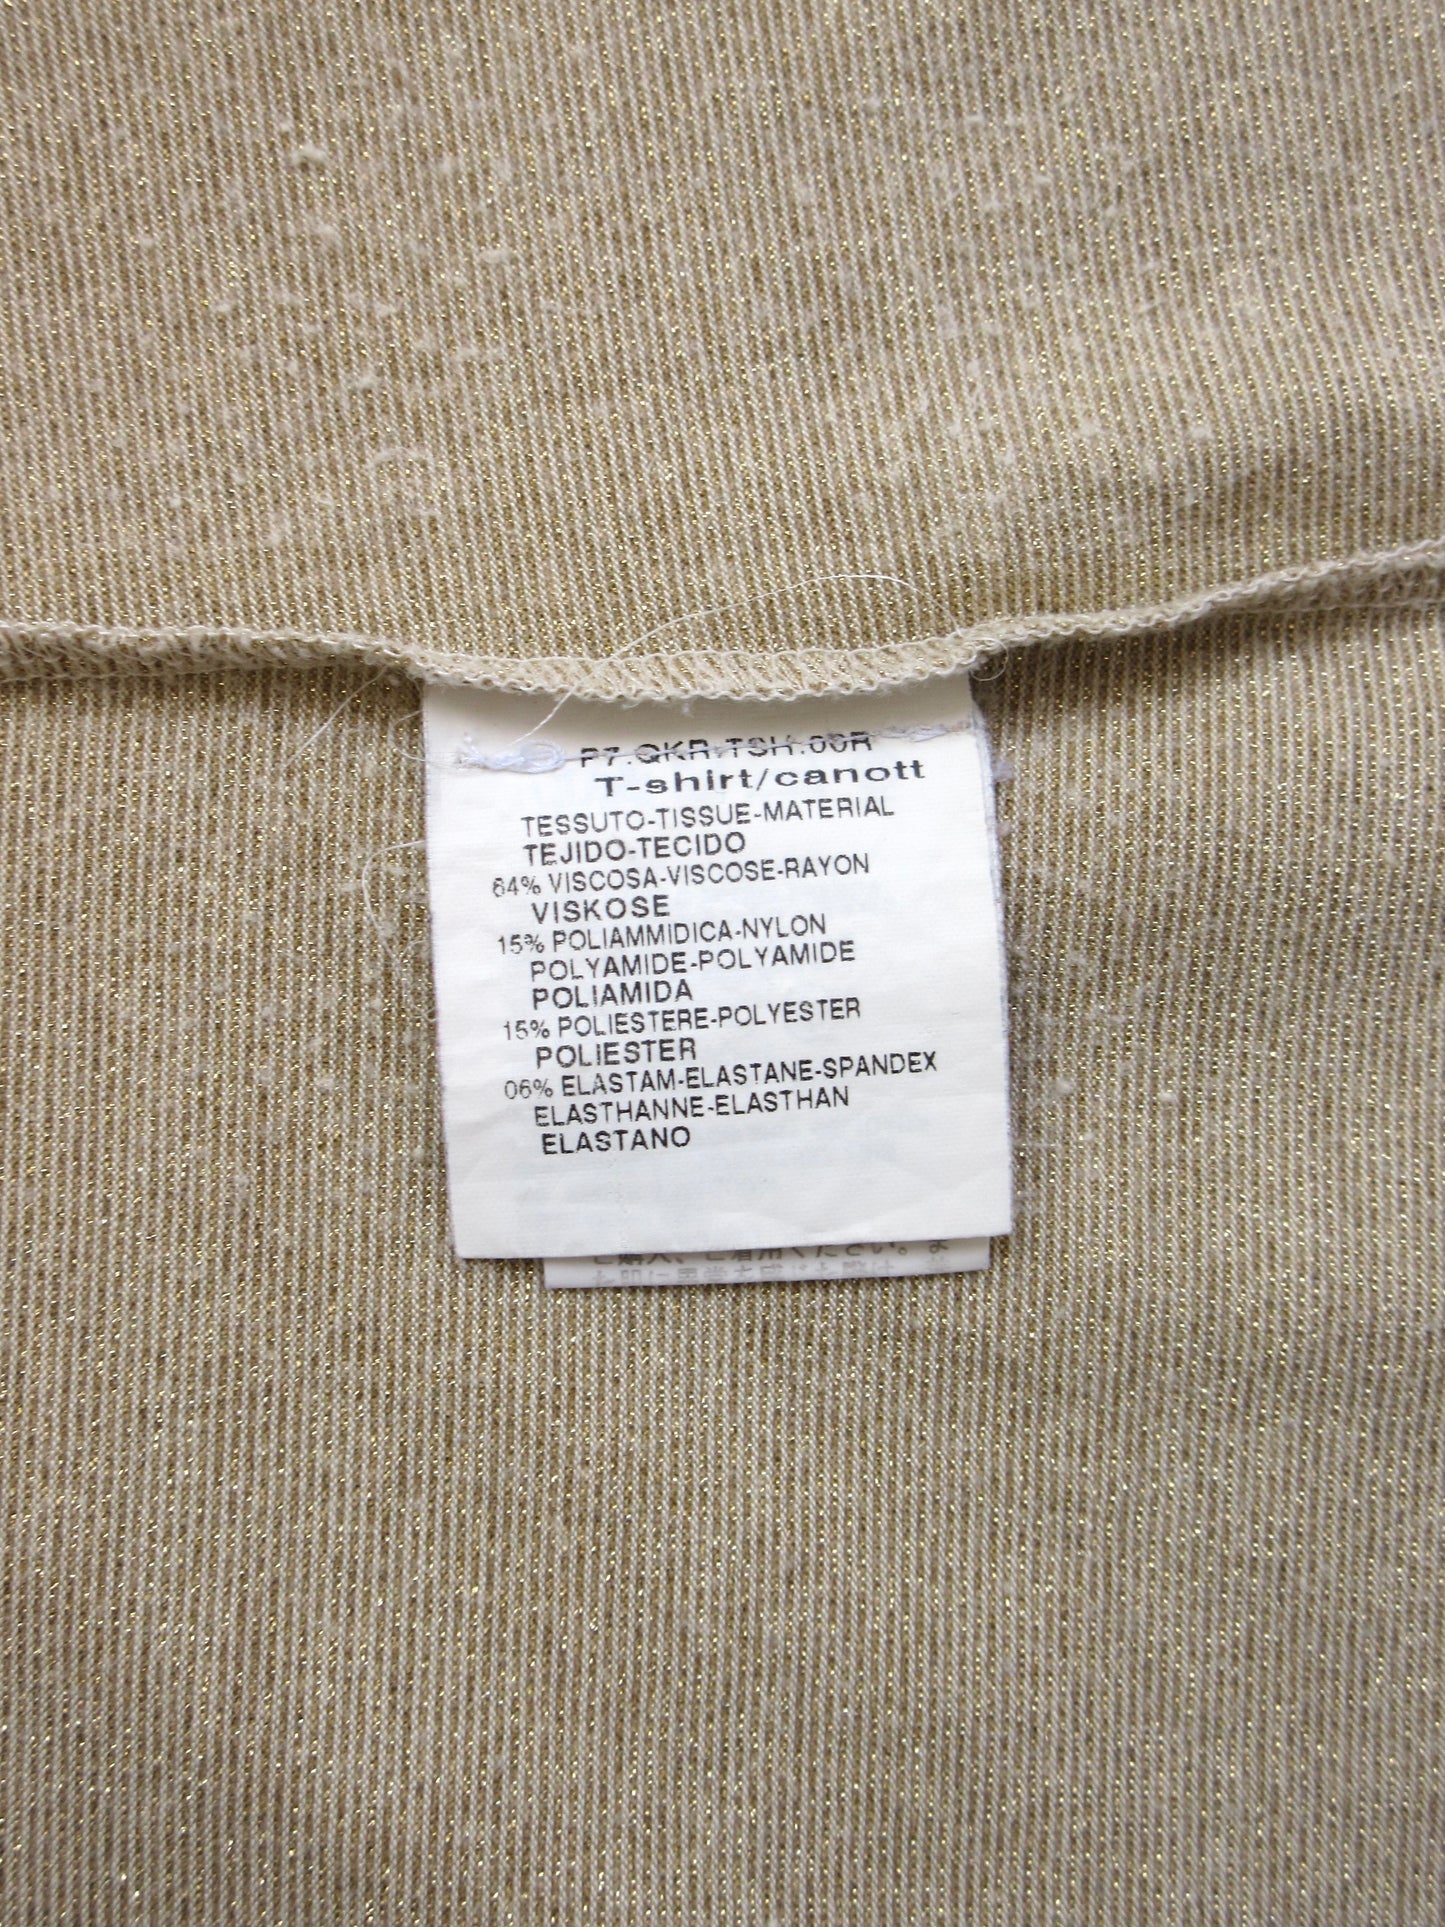 P7.QKR.TSH.00R
T-shirt/canott
TESSUTO-TISSUE-MATERIAL
TEJIDO-TECIDO
64% VISCOSA-VISCOSE-RAYON
VISKOSE
15% POLIAMMIDICA-NYLON
POLYAMIDE-POLYAMIDE
POLIAMIDA
15% POLIESTERE-POLYESTER
POLIESTER
06% ELASTAM-ELASTANE-SPANDEX
ELASTHANNE-ELASTHAN
ELASTANO